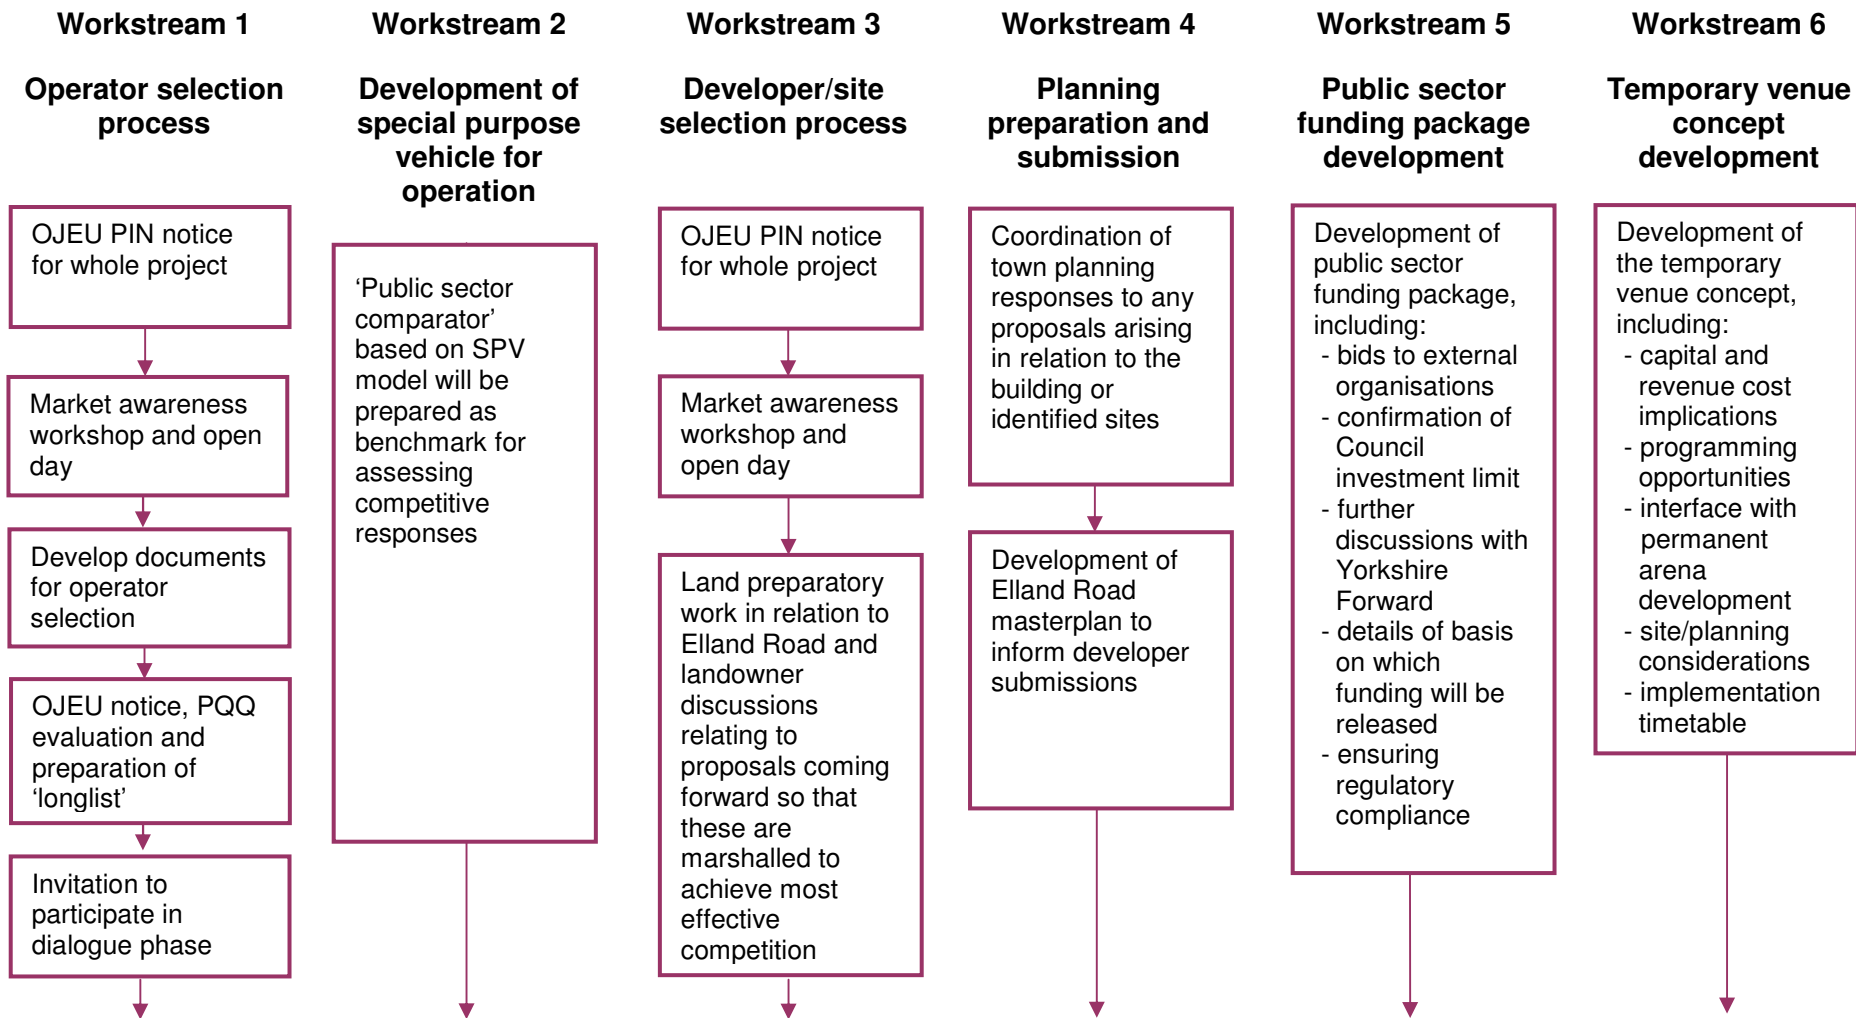 Workstream 1
Operator selection
process
OJEU PIN notice
for whole project
Market awareness
workshop and open
day
Develop documents
for operator
selection
OJEU notice, PQQ
evaluation and
preparation of
‘longlist’
Invitation to
participate in
dialogue phase
Workstream 2
Development of
special purpose
vehicle for
operation
‘Public sector
comparator’
based on SPV
model will be
prepared as
benchmark for
assessing
competitive
responses
Workstream 3
Developer/site
selection process
OJEU PIN notice
for whole project
Market awareness
workshop and
open day
Land preparatory
work in relation to
Elland Road and
landowner
discussions
relating to
proposals coming
forward so that
these are
marshalled to
achieve most
effective
competition
Workstream 4
Planning
preparation and
submission
Coordination of
town planning
responses to any
proposals arising
in relation to the
building or
identified sites
Development of
Elland Road
masterplan to
inform developer
submissions
Workstream 5
Public sector
funding package
development
Development of
public sector
funding package,
including:
- bids to external
organisations
- confirmation of
Council
investment limit
- further
discussions with
Yorkshire
Forward
- details of basis
on which
funding will be
released
- ensuring
regulatory
compliance
Workstream 6
Temporary venue
concept
development
Development of
the temporary
venue concept,
including:
- capital and
revenue cost
implications
- programming
opportunities
- interface with
permanent
arena
development
- site/planning
considerations
- implementation
timetable